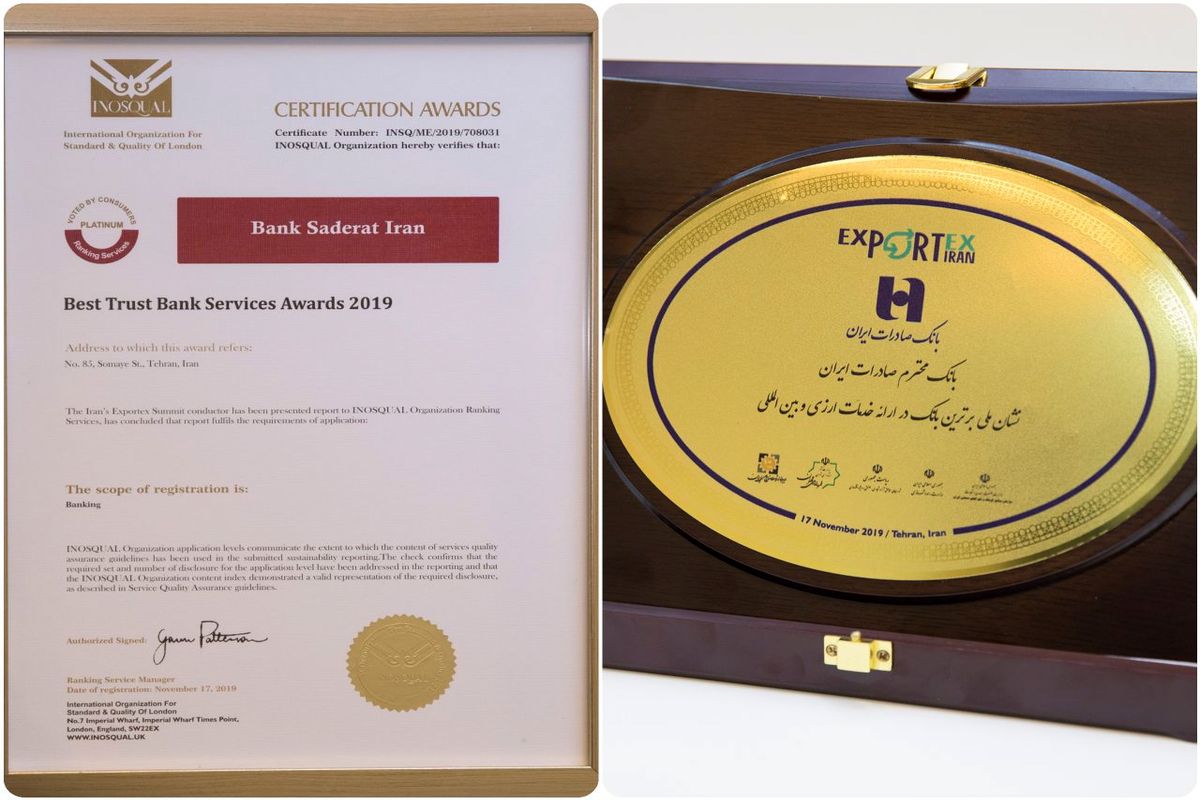 INOSQUAL
International Organization For
Standard & Quality Of London
CERTIFICATION AWARDS
Certificate Number: INSQ/ME/2019/708031
INOSQUAL Organization hereby verifies that:
VOTED BY CONSUMERS
PLATINUM
Ranking Services
Bank Saderat Iran
Best Trust Bank Services Awards 2019
Address to which this award refers:
No. 85, Somaye St., Tehran, Iran
The Iran's Exportex Summit conductor has been presented report to INOSQUAL Organization Ranking
Services, has concluded that report fulfils the requirements of application:
The scope of registration is:
Banking
INOSQUAL Organization application levels communicate the extent to which the content of services quality
assurance guidelines has been used in the submitted sustainability reporting.The check confirms that the
required set and number of disclosure for the application level have been addressed in the reporting and that
the INOSQUAL Organization content index demonstrated a valid representation of the required disclosure,
as described in Service Quality Assurance guidelines.
Authorized Signed:
Ranking Service Manager
Date of registration: November 17, 2019
International Organization For
Standard & Quality Of London
No.7 Imperial Wharf, Imperial Wharf Times Point,
London, England, SW22EX
WWW.INOSQUAL.UK
EXPORTEX
IRAN
بانک صادرات ایران
بانک محترم صادرات ایران
نشان ملی برترین بانک در ارائه خدمات ارزی و بین المللی
17 November 2019 / Tehran, Iran